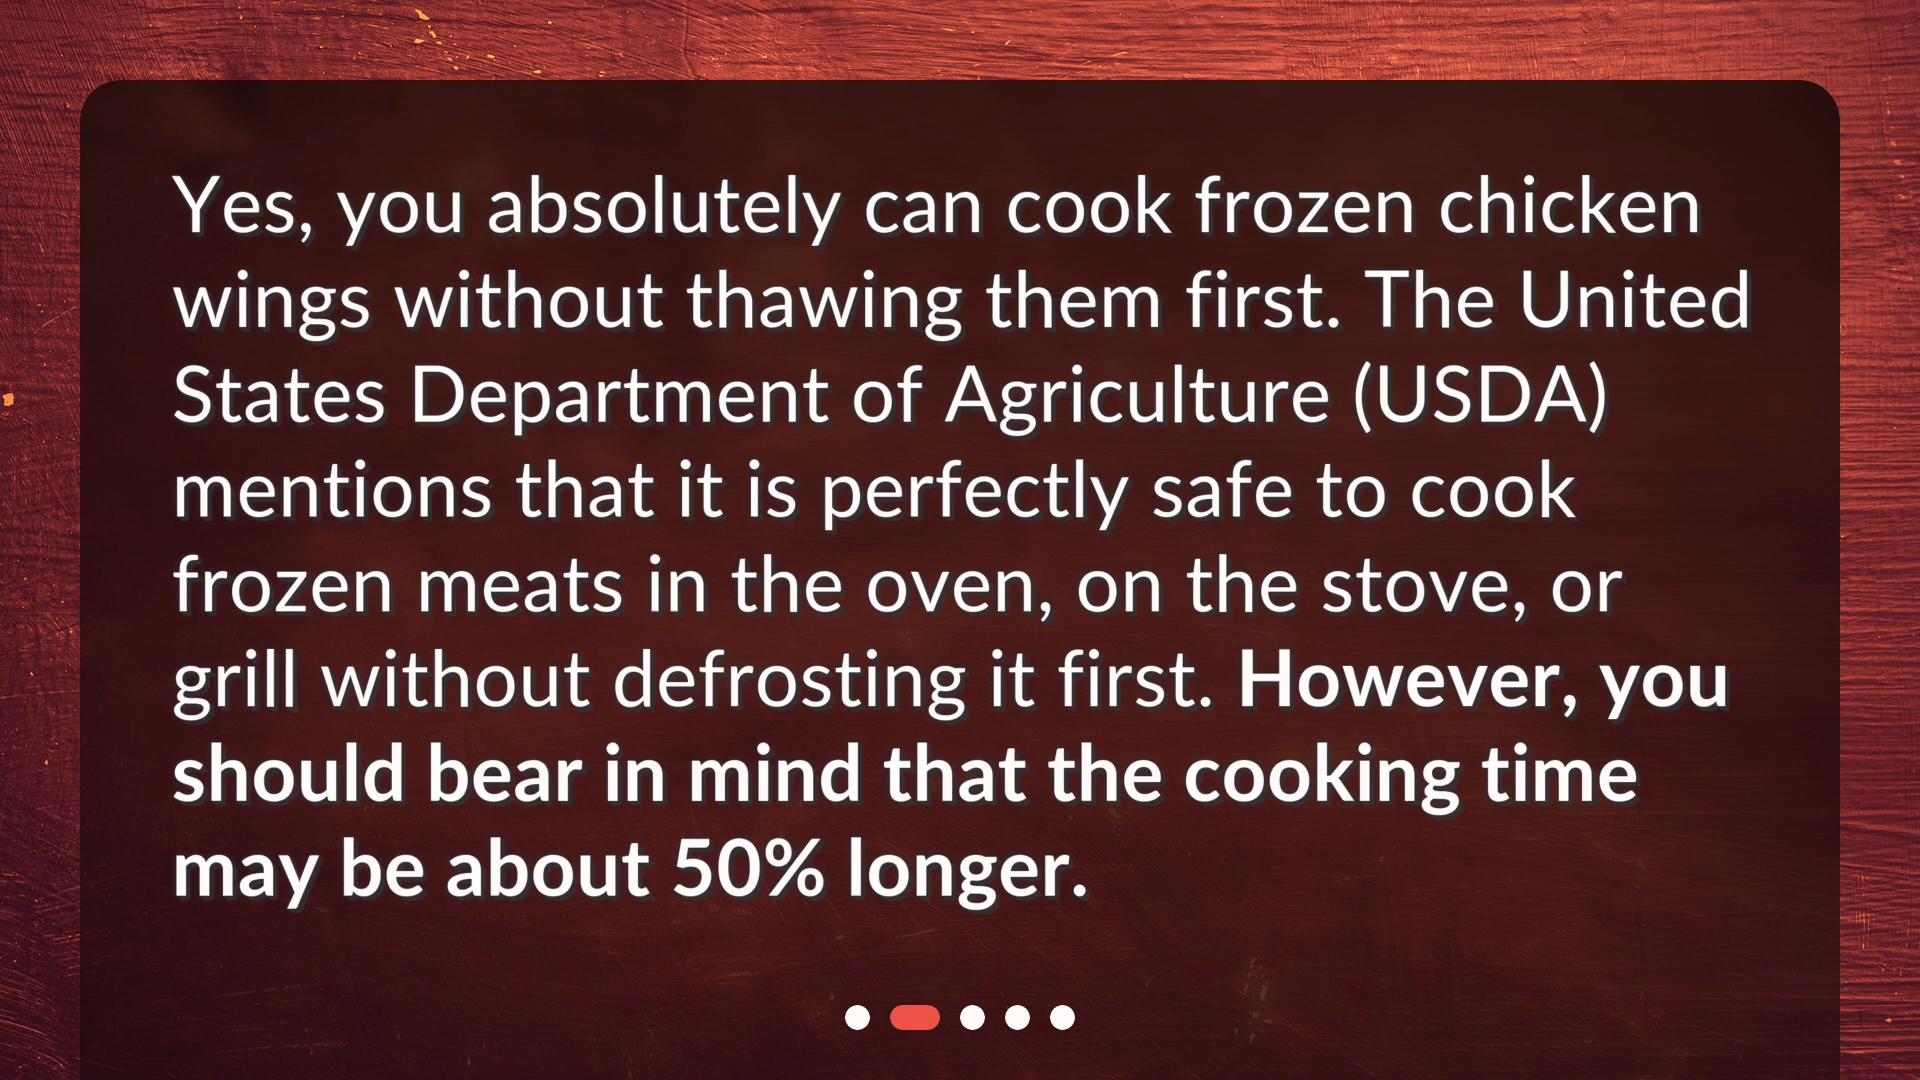 Yes, you absolutely can cook frozen chicken
wings without thawing them first. The United
States Department of Agriculture (USDA)
mentions that it is perfectly safe to cook
frozen meats in the oven, on the stove, or
grill without defrosting it first. However, you
should bear in mind that the cooking time
may be about 50% longer.